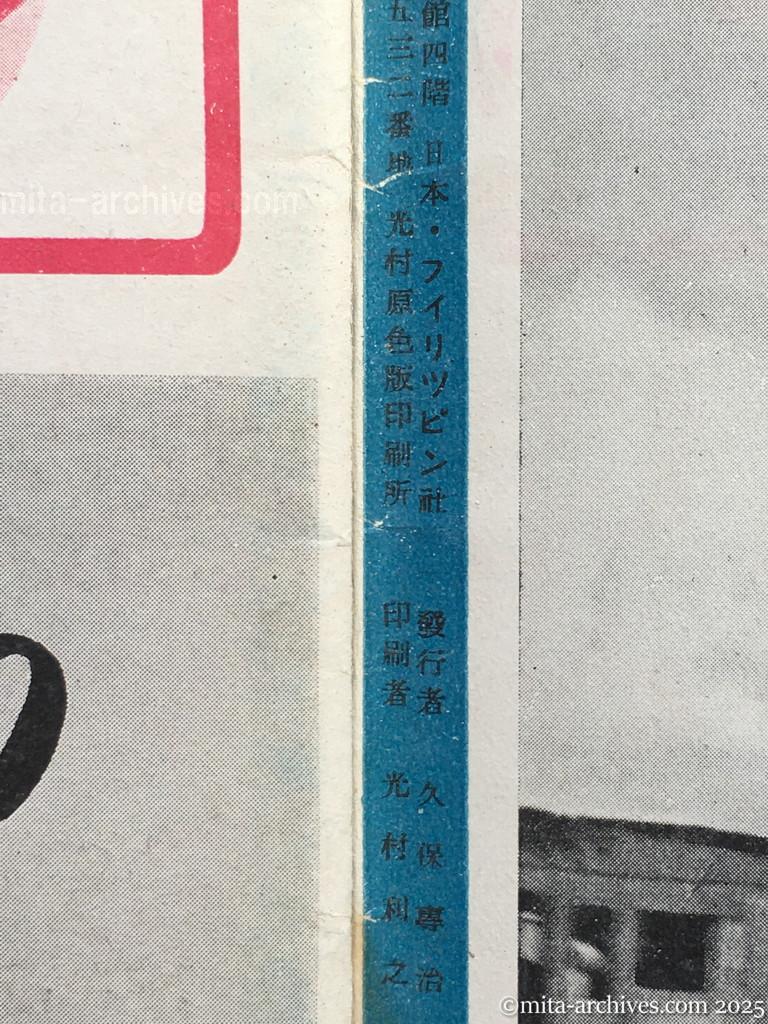 館四階 日本・フイリツピン社 發行者 久保專治
五三二番地 光村原色版印刷所 印刷者 光村利之
の
mita-archives.com
©mita-archives.com 2025